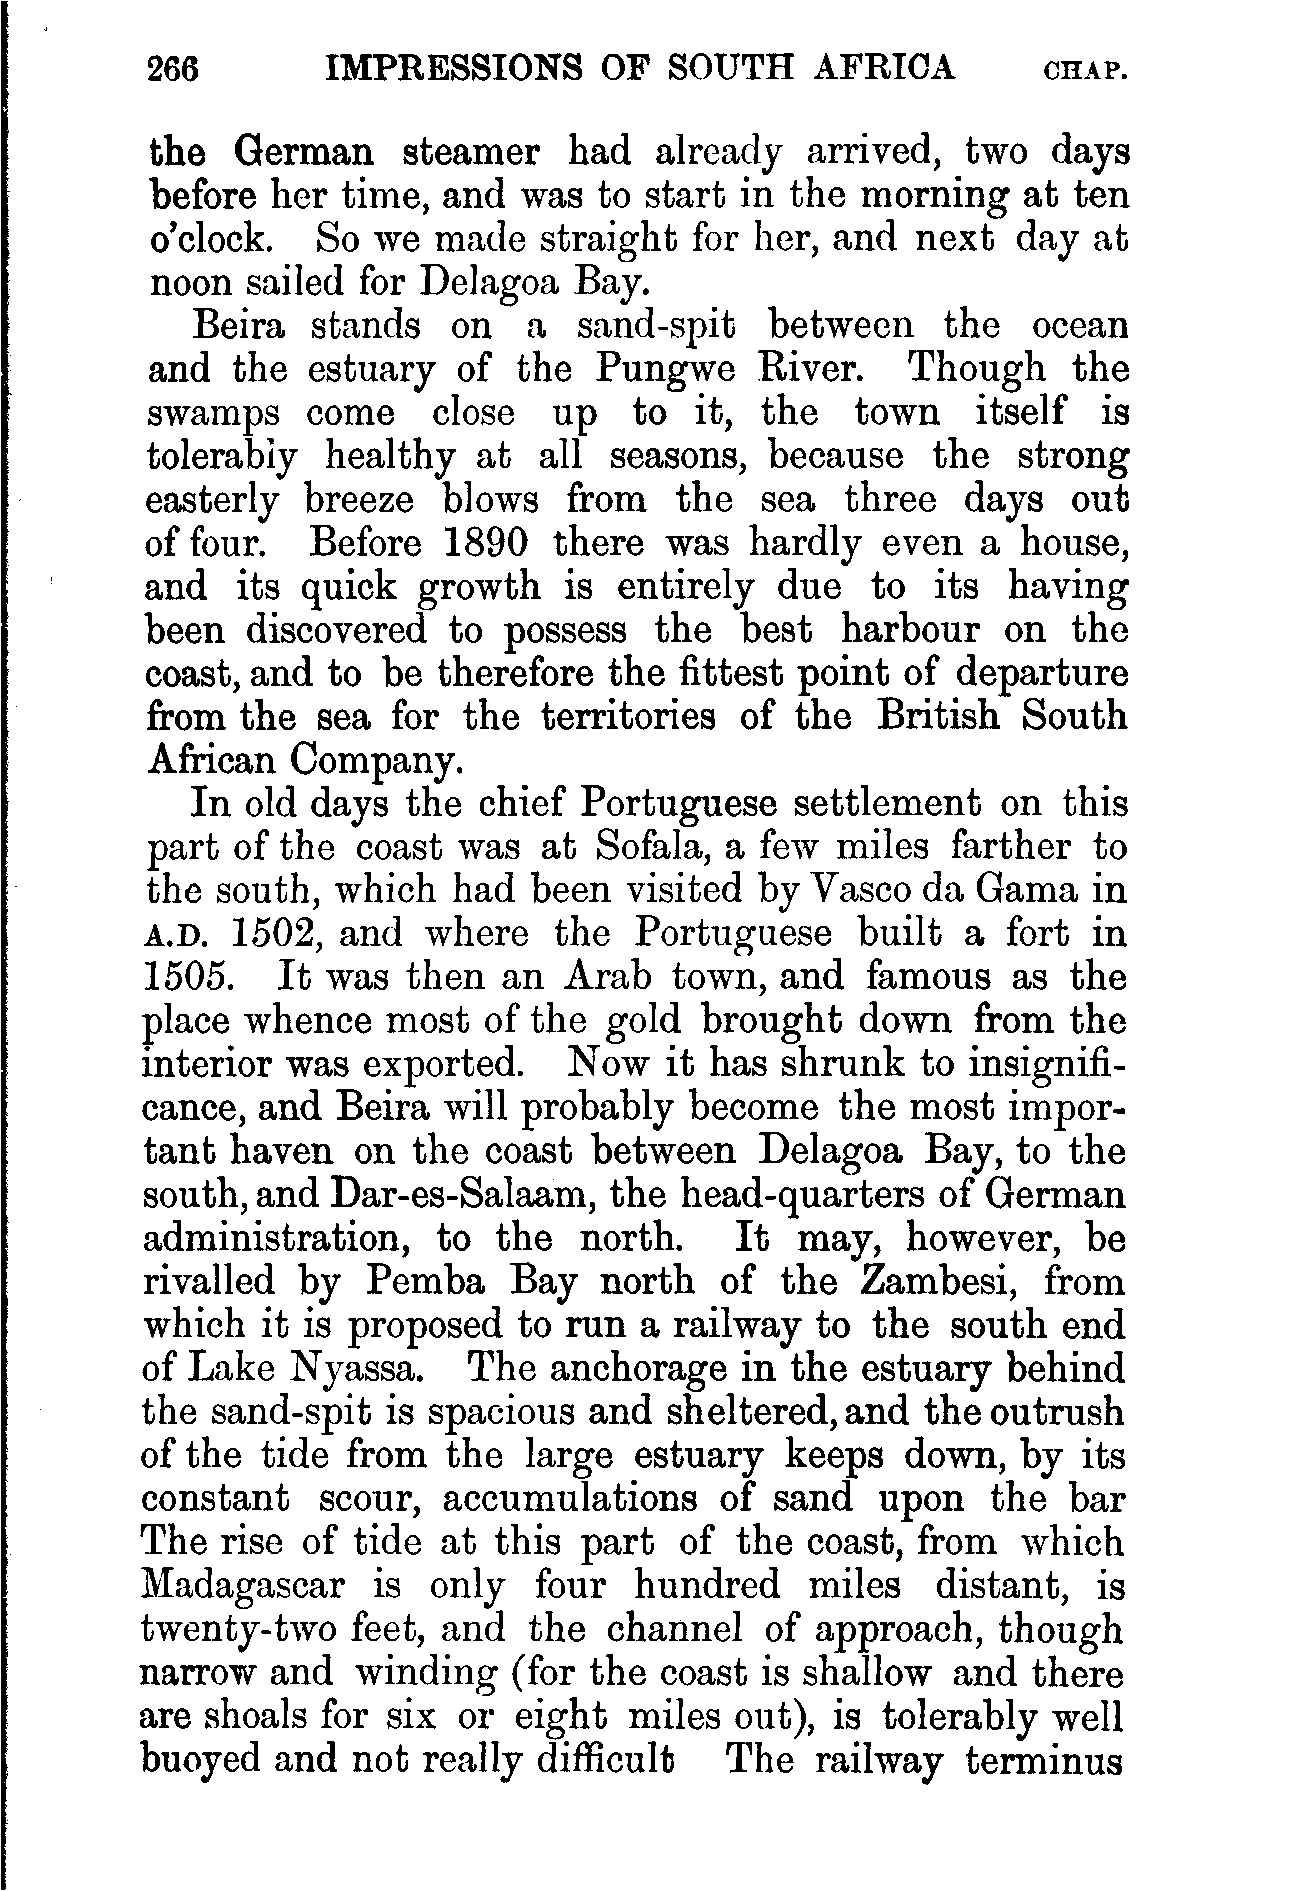 266 IMPRESSIONS OF SOUTH AFRICA CHAP.
the German steamer had already arrived, two days
before her time, and was to start in the morning at ten
o'clock. So we made straight for her, and next day at
noon sailed for Delagoa Bay.
Beira stands on a sand-spit between the ocean
and the estuary of the Pungwe River. Though the
swamps come close up to it, the town itself is
tolerably healthy at all seasons, because the strong
easterly breeze blows from the sea three days out
of four. Before 1890 there was hardly even a house,
and its quick growth is entirely due to its having
been discovered to possess the best harbour on the
coast, and to be therefore the fittest point of departure
from the sea for the territories of the British South
African Company.
In old days the chief Portuguese settlement on this
part of the coast was at Sofala, a few miles farther to
the south, which had been visited by Vasco da Gama in
A.D. 1502, and where the Portuguese built a fort in
1505. It was then an Arab town, and famous as the
place whence most of the gold brought down from the
interior was exported. Now it has shrunk to insignifi-
cance, and Beira will probably become the most impor-
tant haven on the coast between Delagoa Bay, to the
south, and Dar-es-Salaam, the head-quarters of German
administration, to the north. It may, however, be
rivalled by Pemba Bay north of the Zambesi, from
which it is proposed to run a railway to the south end
of Lake Nyassa. The anchorage in the estuary behind
the sand-spit is spacious and sheltered, and the outrush
of the tide from the large estuary keeps down, by its
constant scour, accumulations of sand upon the bar
The rise of tide at this part of the coast, from which
Madagascar is only four hundred miles distant, is
twenty-two feet, and the channel of approach, though
narrow and winding (for the coast is shallow and there
are shoals for six or eight miles out), is tolerably well
buoyed and not really difficult The railway terminus